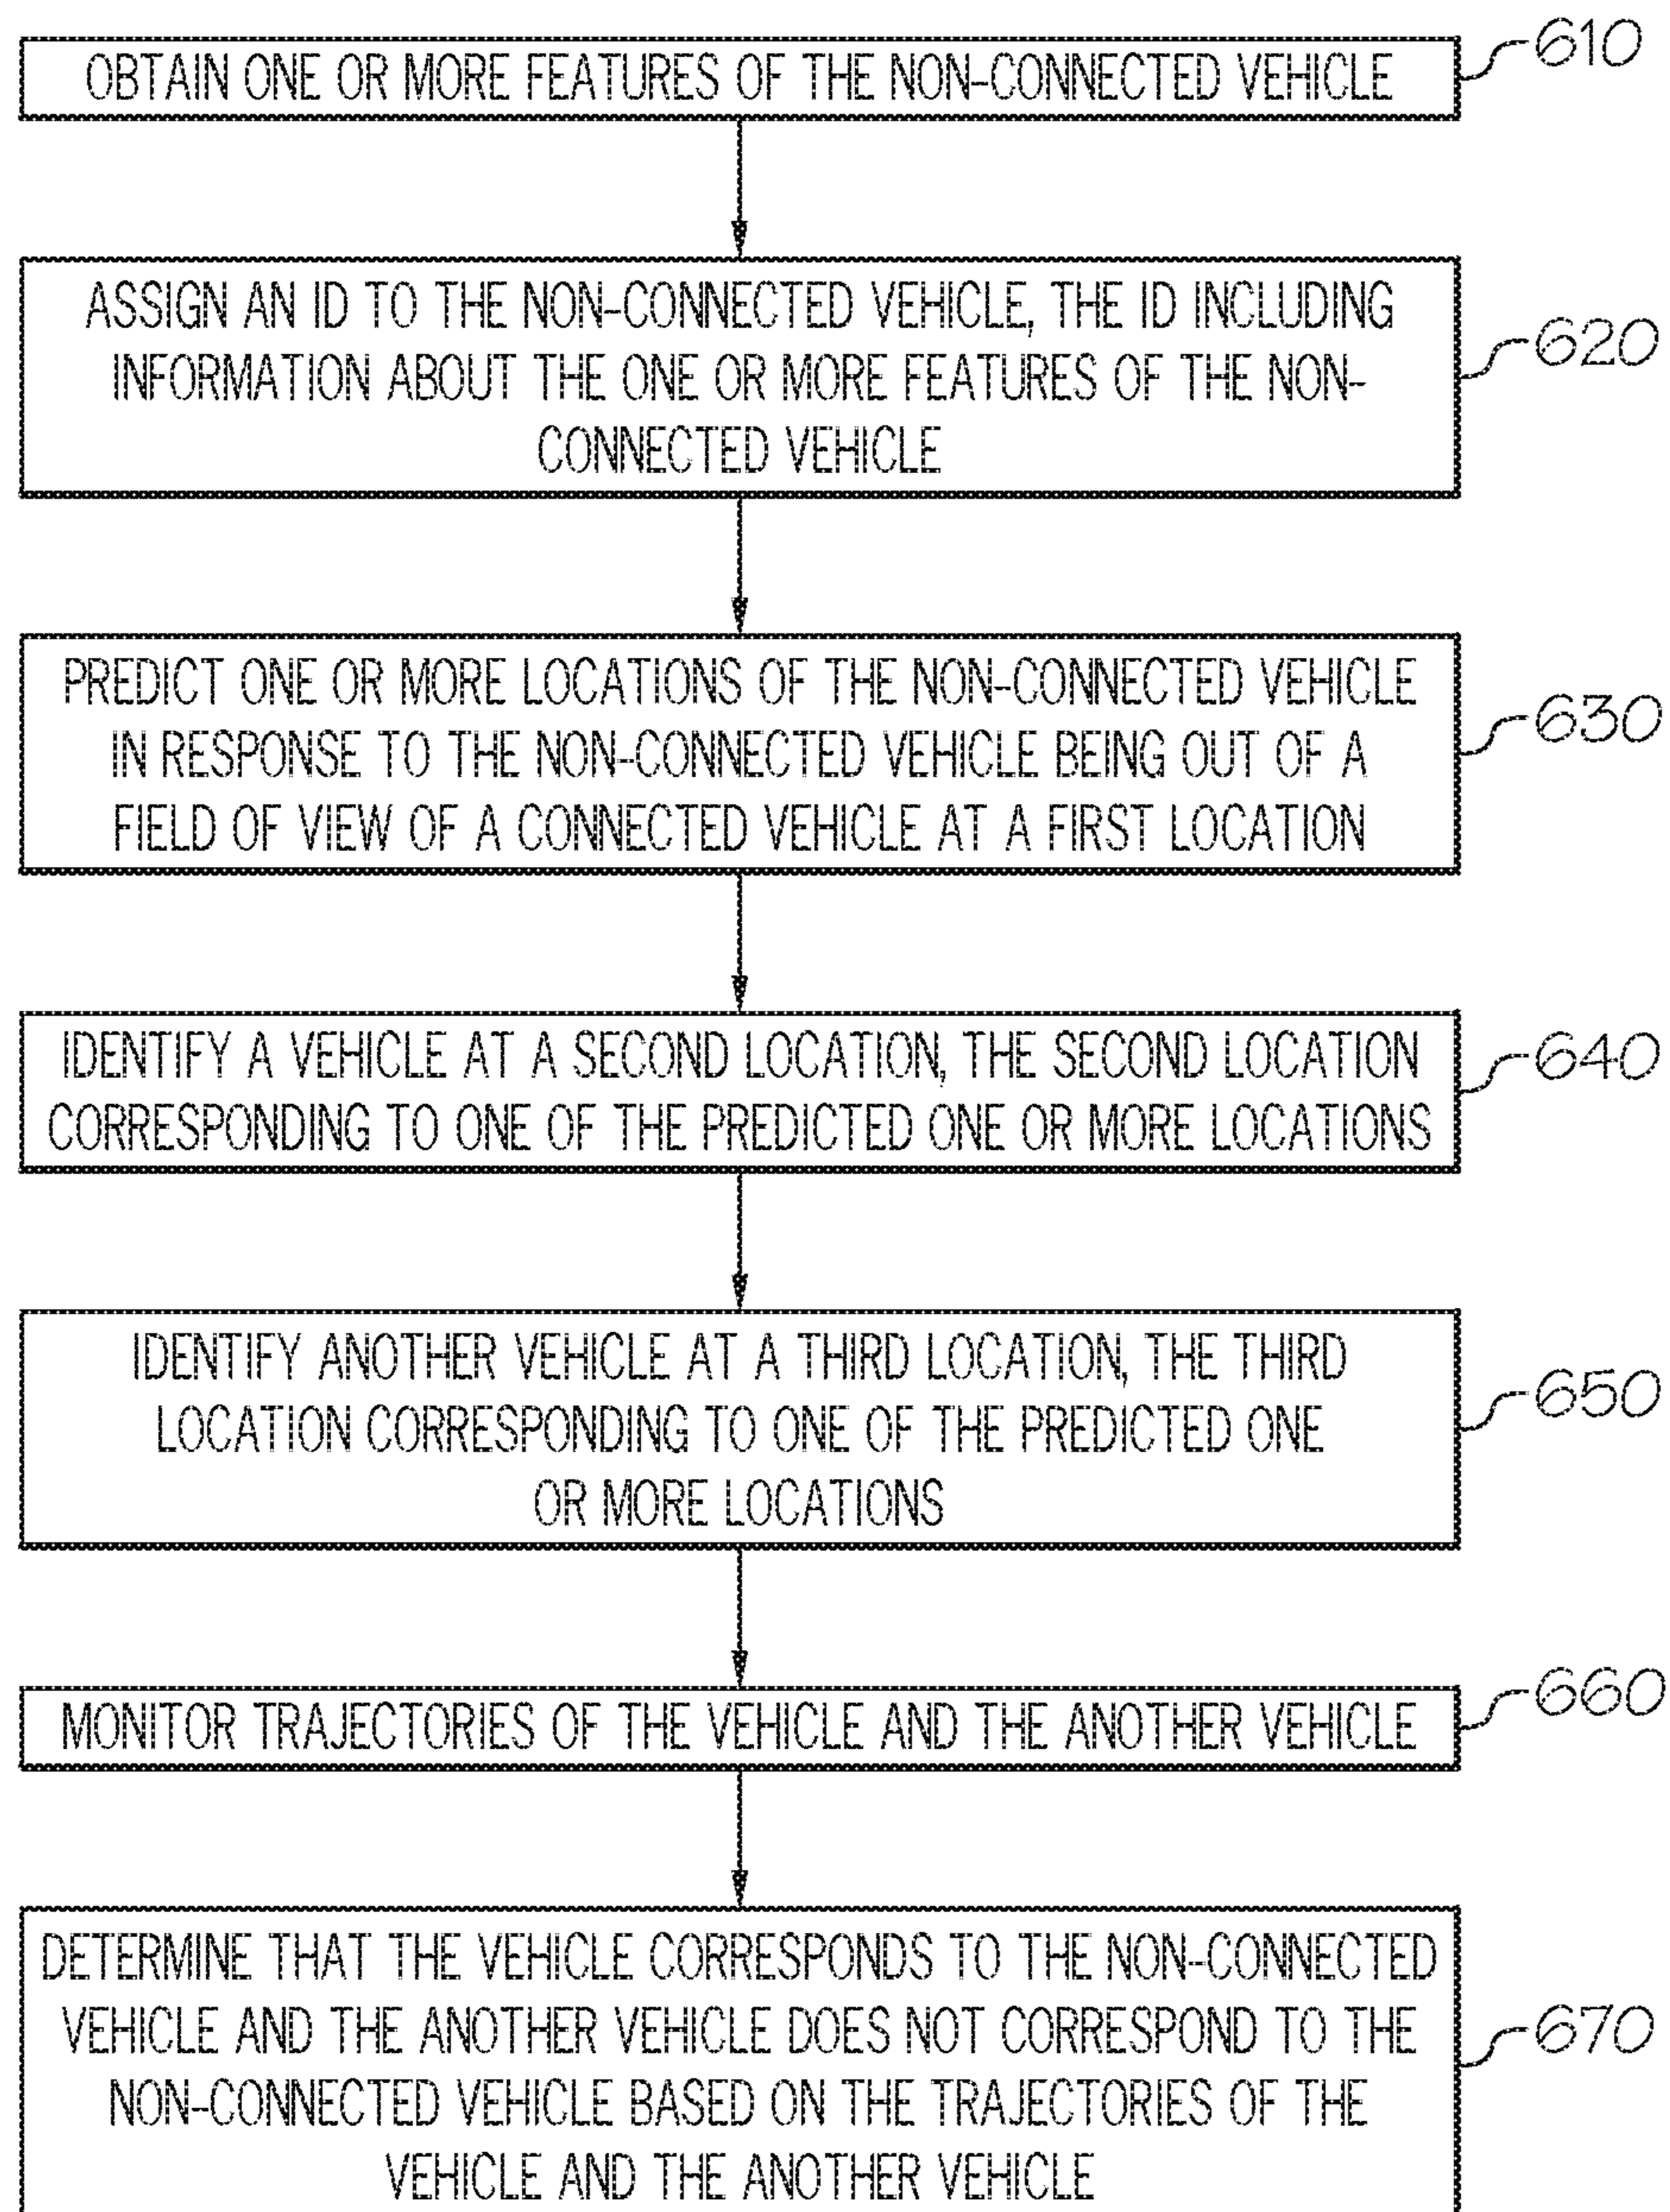 OBTAIN ONE OR MORE FEATURES OF THE NON-CONNECTED VEHICLE
610
ASSIGN AN ID TO THE NON-CONNECTED VEHICLE, THE ID INCLUDING
INFORMATION ABOUT THE ONE OR MORE FEATURES OF THE NON-
CONNECTED VEHICLE
620
PREDICT ONE OR MORE LOCATIONS OF THE NON-CONNECTED VEHICLE
IN RESPONSE TO THE NON-CONNECTED VEHICLE BEING OUT OF A
FIELD OF VIEW OF A CONNECTED VEHICLE AT A FIRST LOCATION
630
IDENTIFY A VEHICLE AT A SECOND LOCATION, THE SECOND LOCATION
CORRESPONDING TO ONE OF THE PREDICTED ONE OR MORE LOCATIONS
640
IDENTIFY ANOTHER VEHICLE AT A THIRD LOCATION, THE THIRD
LOCATION CORRESPONDING TO ONE OF THE PREDICTED ONE
OR MORE LOCATIONS
650
MONITOR TRAJECTORIES OF THE VEHICLE AND THE ANOTHER VEHICLE
660
DETERMINE THAT THE VEHICLE CORRESPONDS TO THE NON-CONNECTED
VEHICLE AND THE ANOTHER VEHICLE DOES NOT CORRESPOND TO THE
NON-CONNECTED VEHICLE BASED ON THE TRAJECTORIES OF THE
VEHICLE AND THE ANOTHER VEHICLE
670